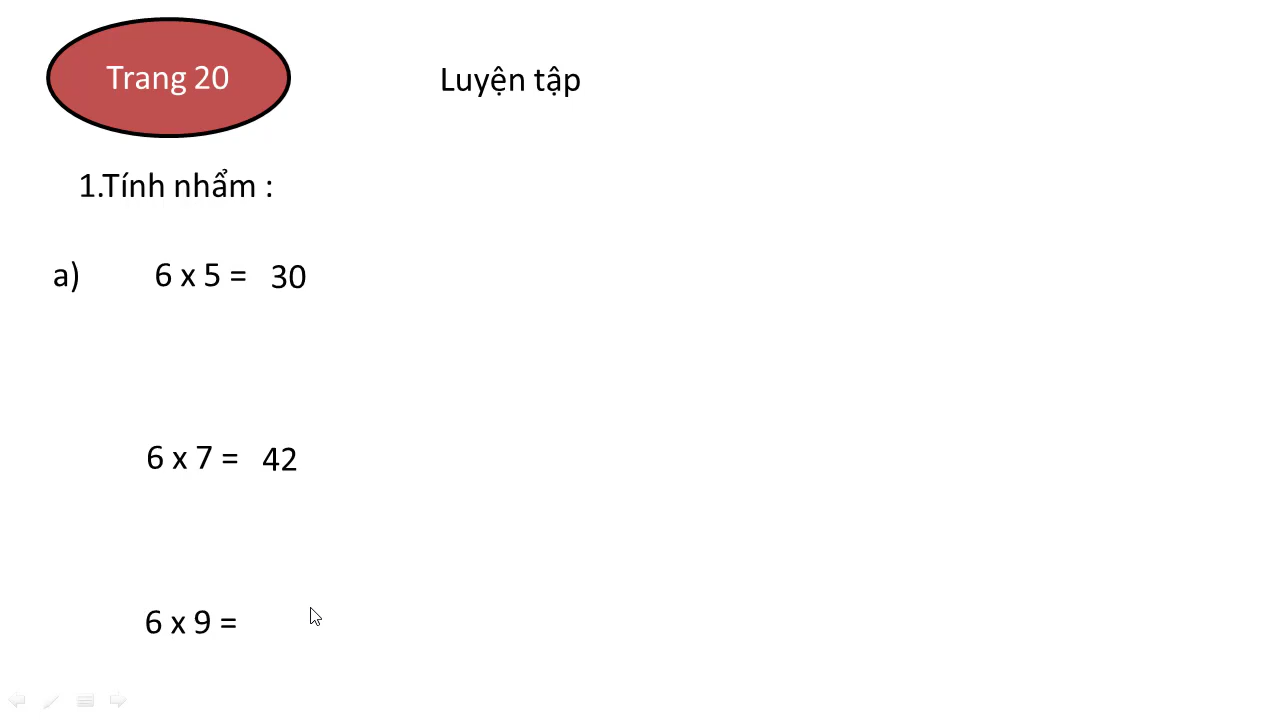 Trang 20
Luyện tập
1.Tính nhẩm :
a) 6 x 5 = 30
6 x 7 = 42
6 x 9 =